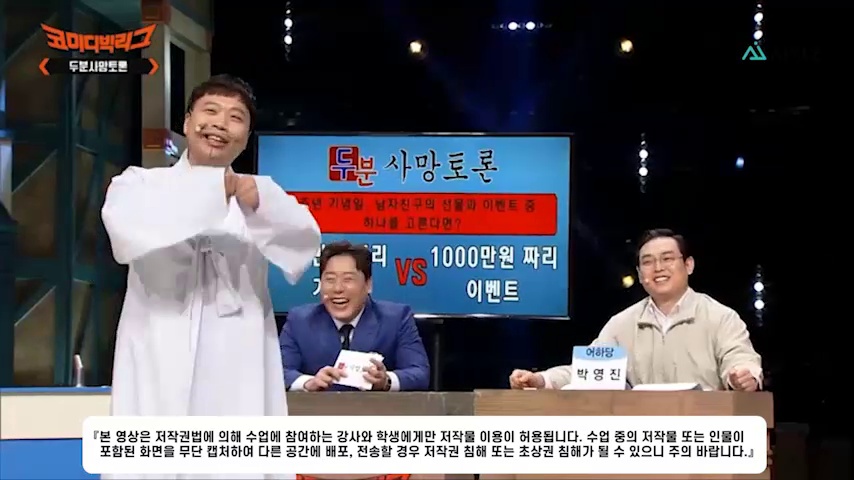 코미디빅리그
두분사망토론
두분 사망토론
주년 기념일, 남자친구의 선물과 이벤트 중
하나를 고른다면?
VS
1000만원 짜리
이벤트
어하당
박영진
『본 영상은 저작권법에 의해 수업에 참여하는 강사와 학생에게만 저작물 이용이 허용됩니다. 수업 중의 저작물 또는 인물이
포함된 화면을 무단 캡처하여 다른 공간에 배포, 전송할 경우 저작권 침해 또는 초상권 침해가 될 수 있으니 주의 바랍니다.』